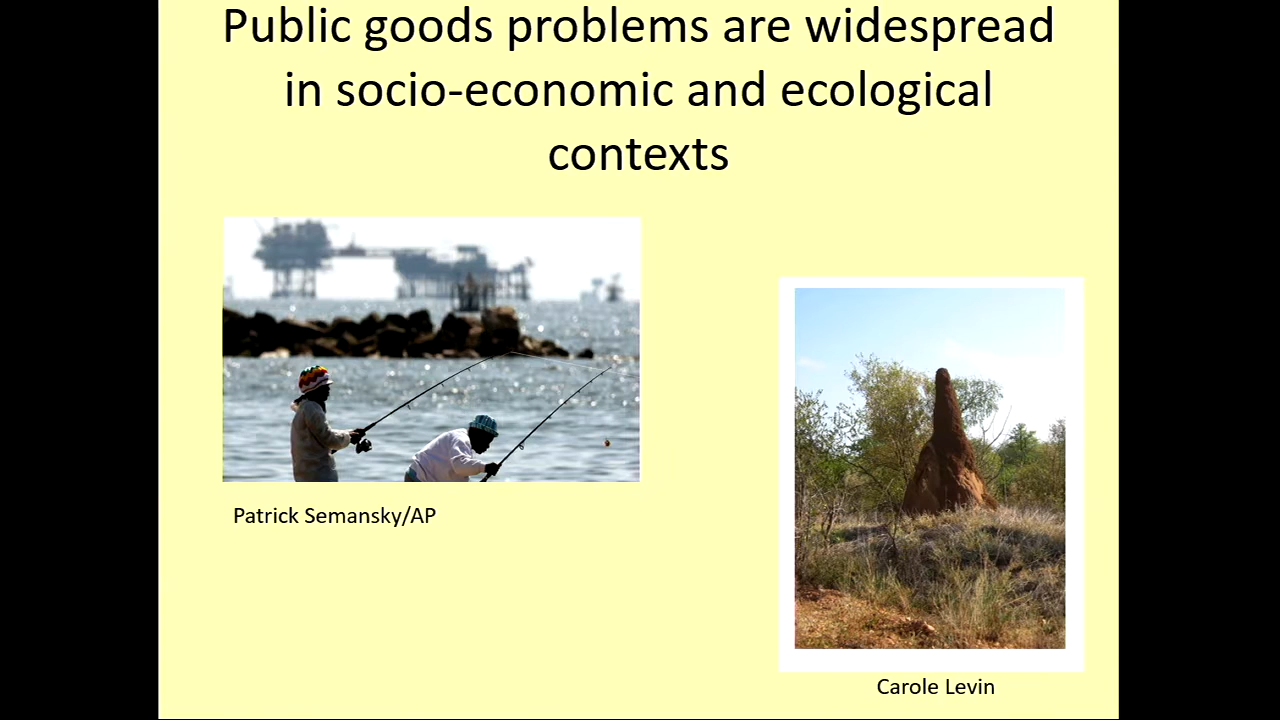 Public goods problems are widespread
in socio-economic and ecological
contexts
Patrick Semansky/AP
Carole Levin